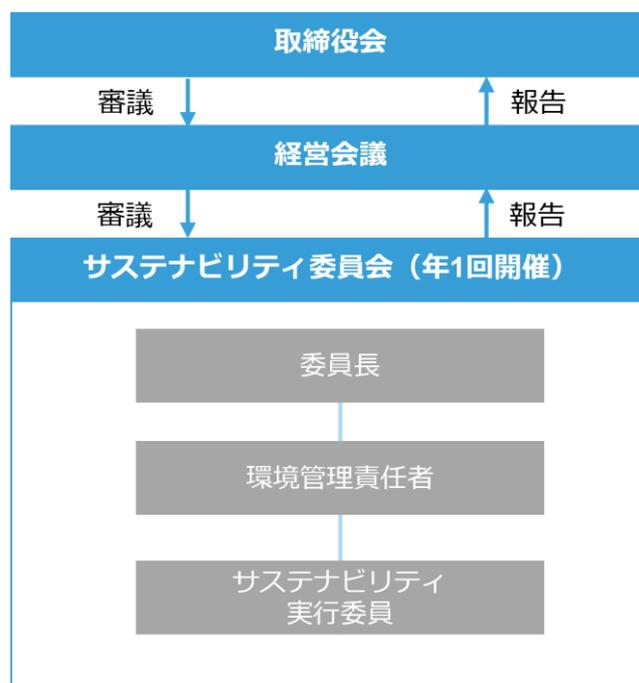 取締役会
審議
報告
経営会議
審議
報告
サステナビリティ委員会（年1回開催）
委員長
環境管理責任者
サステナビリティ
実行委員